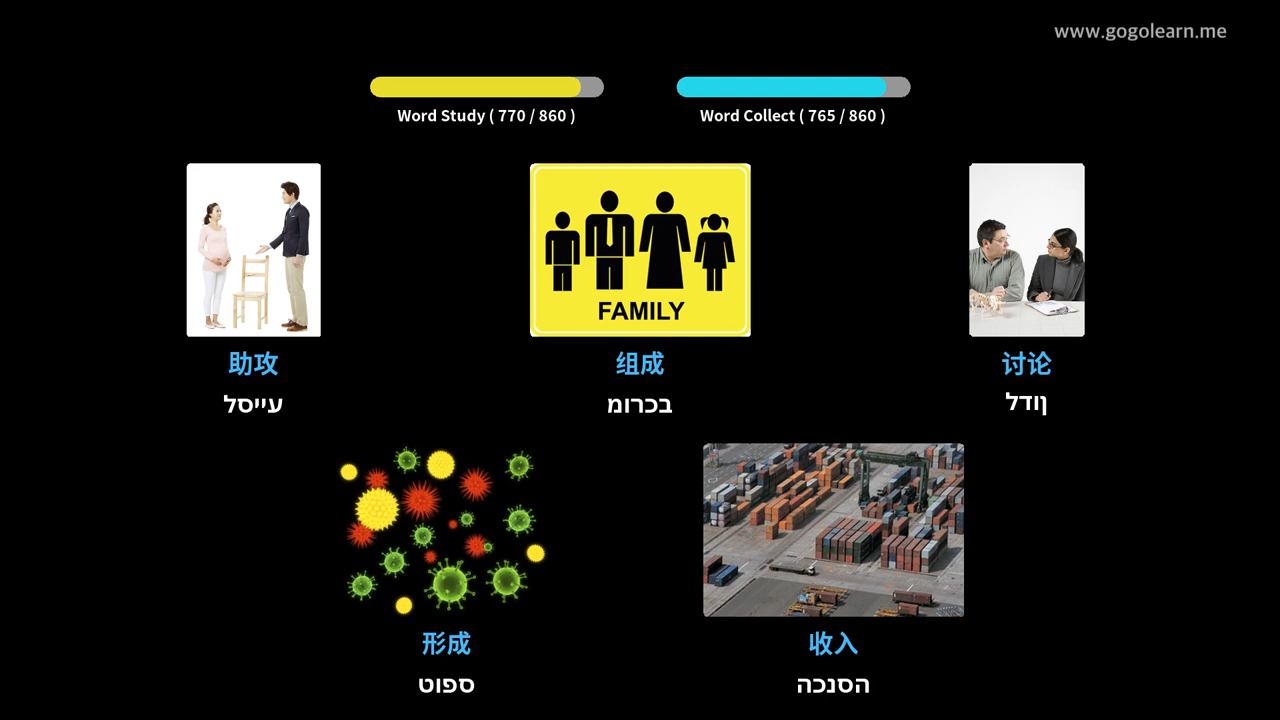 www.gogolearn.me
Word Study ( 770 / 860 )
Word Collect ( 765 / 860 )
FAMILY
助攻
组成
讨论
עייסל
בכרומ
ןודל
形成
收入
ספוט
הסנכה